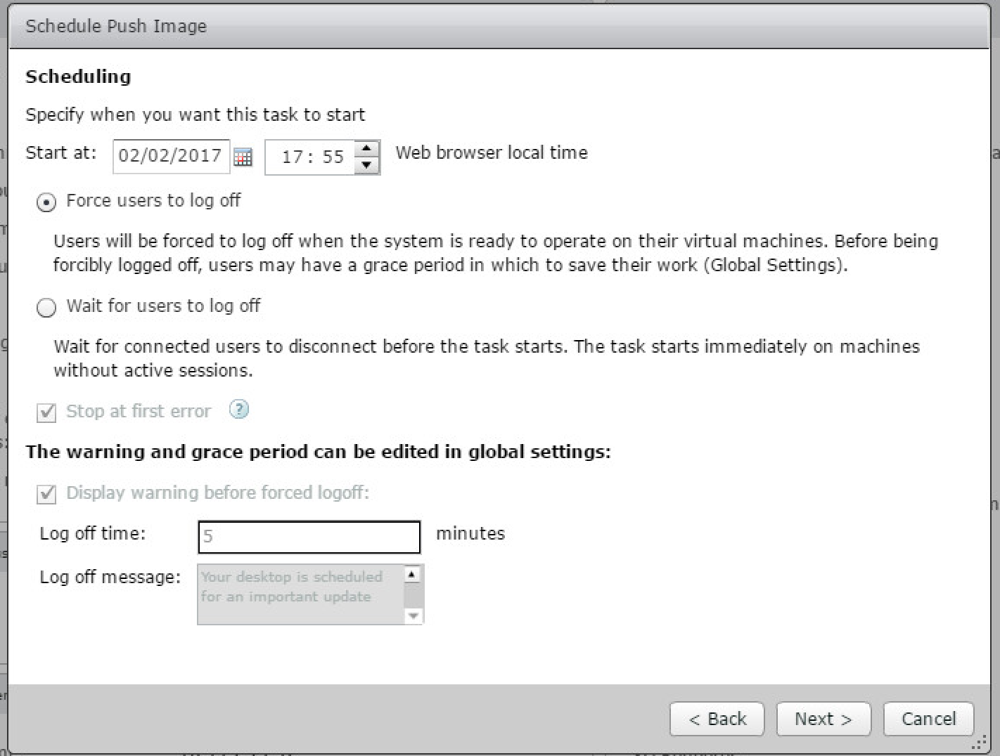 Schedule Push Image
Scheduling
Specify when you want this task to start
Start at: 02/02/2017 17: 55 Web browser local time
Force users to log off
Users will be forced to log off when the system is ready to operate on their virtual machines. Before being
forcibly logged off, users may have a grace period in which to save their work (Global Settings).
Wait for users to log off
Wait for connected users to disconnect before the task starts. The task starts immediately on machines
without active sessions.
Stop at first error ?
The warning and grace period can be edited in global settings:
Display warning before forced logoff:
Log off time: 5 minutes
Log off message: Your desktop is scheduled
for an important update
< Back Next > Cancel